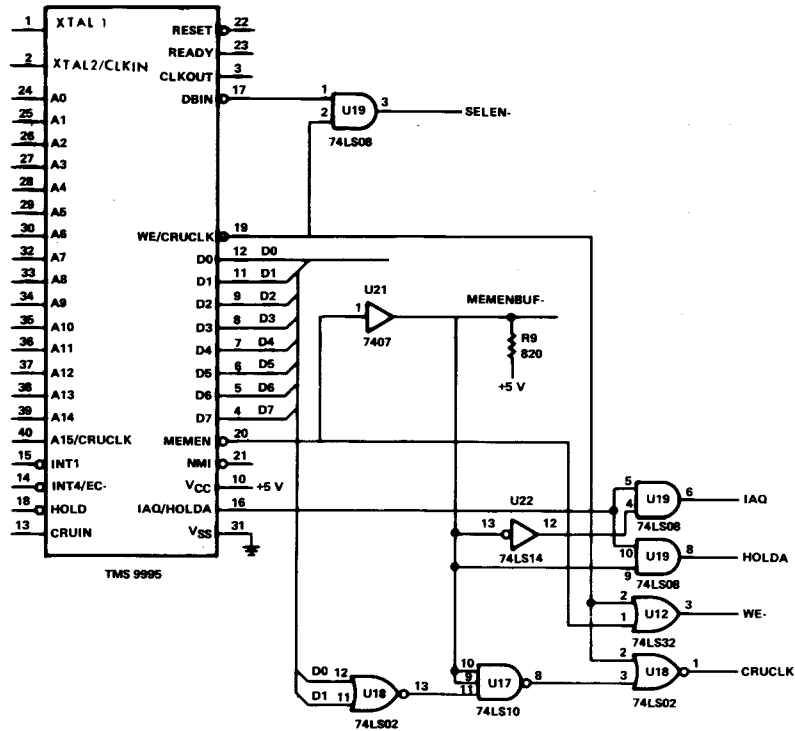 1 XTAL 1
2 XTAL2/CLKIN
24 A0
25 A1
26 A2
27 A3
28 A4
29 A5
30 A6
32 A7
33 A8
34 A9
35 A10
36 A11
37 A12
38 A13
39 A14
40 A15/CRUCLK
15 INT1
14 INT4/EC-
18 HOLD
13 CRUIN
RESET 22
READY 23
CLKOUT 3
DBIN 17
WE/CRUCLK 19
D0 12 D0
D1 11 D1
D2 9 D2
D3 8 D3
D4 7 D4
D5 6 D5
D6 5 D6
D7 4 D7
MEMEN 20
NMI 21
VCC 10 +5 V
IAQ/HOLDA 16
VSS 31
TMS 9995
1
2 U19 3 SELEN-
74LS08
U21
1
7407
MEMENBUF-
R9
820
+5 V
U22
13 12
74LS14
5
4 U19 6 IAQ
74LS08
10 U19 8 HOLDA
9
74LS08
2
1 U12 3 WE-
74LS32
2
3 U18 1 CRUCLK
74LS02
D0 12
D1 11 U18 13
74LS02
10
9
11 U17 8
74LS10